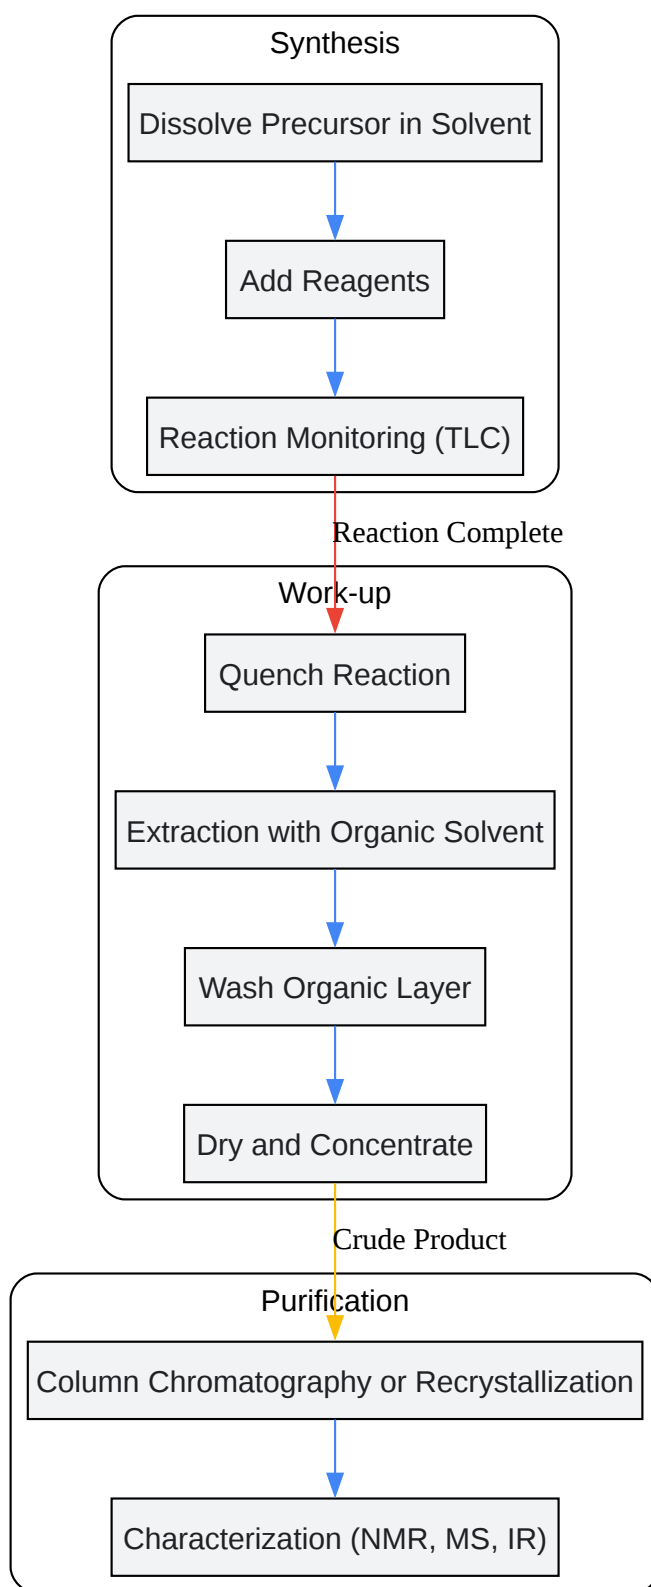 Synthesis
Dissolve Precursor in Solvent
Add Reagents
Reaction Monitoring (TLC)
Reaction Complete
Work-up
Quench Reaction
Extraction with Organic Solvent
Wash Organic Layer
Dry and Concentrate
Crude Product
Purification
Column Chromatography or Recrystallization
Characterization (NMR, MS, IR)